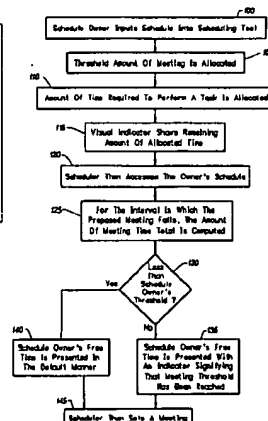 100
Schedule Owner Inputs Schedule Into Scheduling Tool
Threshold Amount Of Meeting Is Allocated
110
Amount Of Time Required To Perform A Task Is Allocated
115
Visual Indicator Shows Remaining
Amount Of Allocated Time
120
Scheduler Then Accesses The Owner's Schedule
125
For The Interval In Which The
Proposed Meeting Falls, The Amount
Of Meeting Time Total Is Computed
130
Less
Than
Schedule
Owner's
Threshold ?
Yes
No
140
135
Schedule Owner's Free
Time Is Presented In
The Default Manner
Schedule Owner's Free
Time Is Presented With
An Indicator Signifying
That Meeting Threshold
Has Been Reached
145
Scheduler Then Sets A Meeting